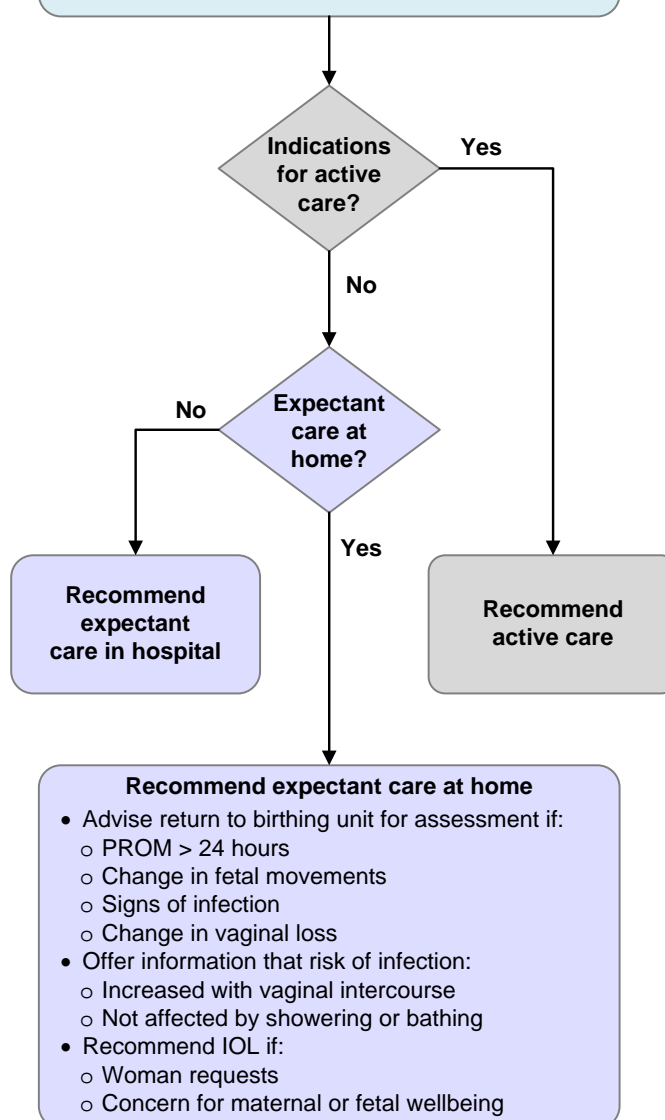 Indications
for active
care?
Yes
No
Expectant
care at
home?
No
Yes
Recommend
expectant
care in hospital
Recommend
active care
Recommend expectant care at home
• Advise return to birthing unit for assessment if:
o PROM > 24 hours
o Change in fetal movements
o Signs of infection
o Change in vaginal loss
• Offer information that risk of infection:
o Increased with vaginal intercourse
o Not affected by showering or bathing
• Recommend IOL if:
o Woman requests
o Concern for maternal or fetal wellbeing